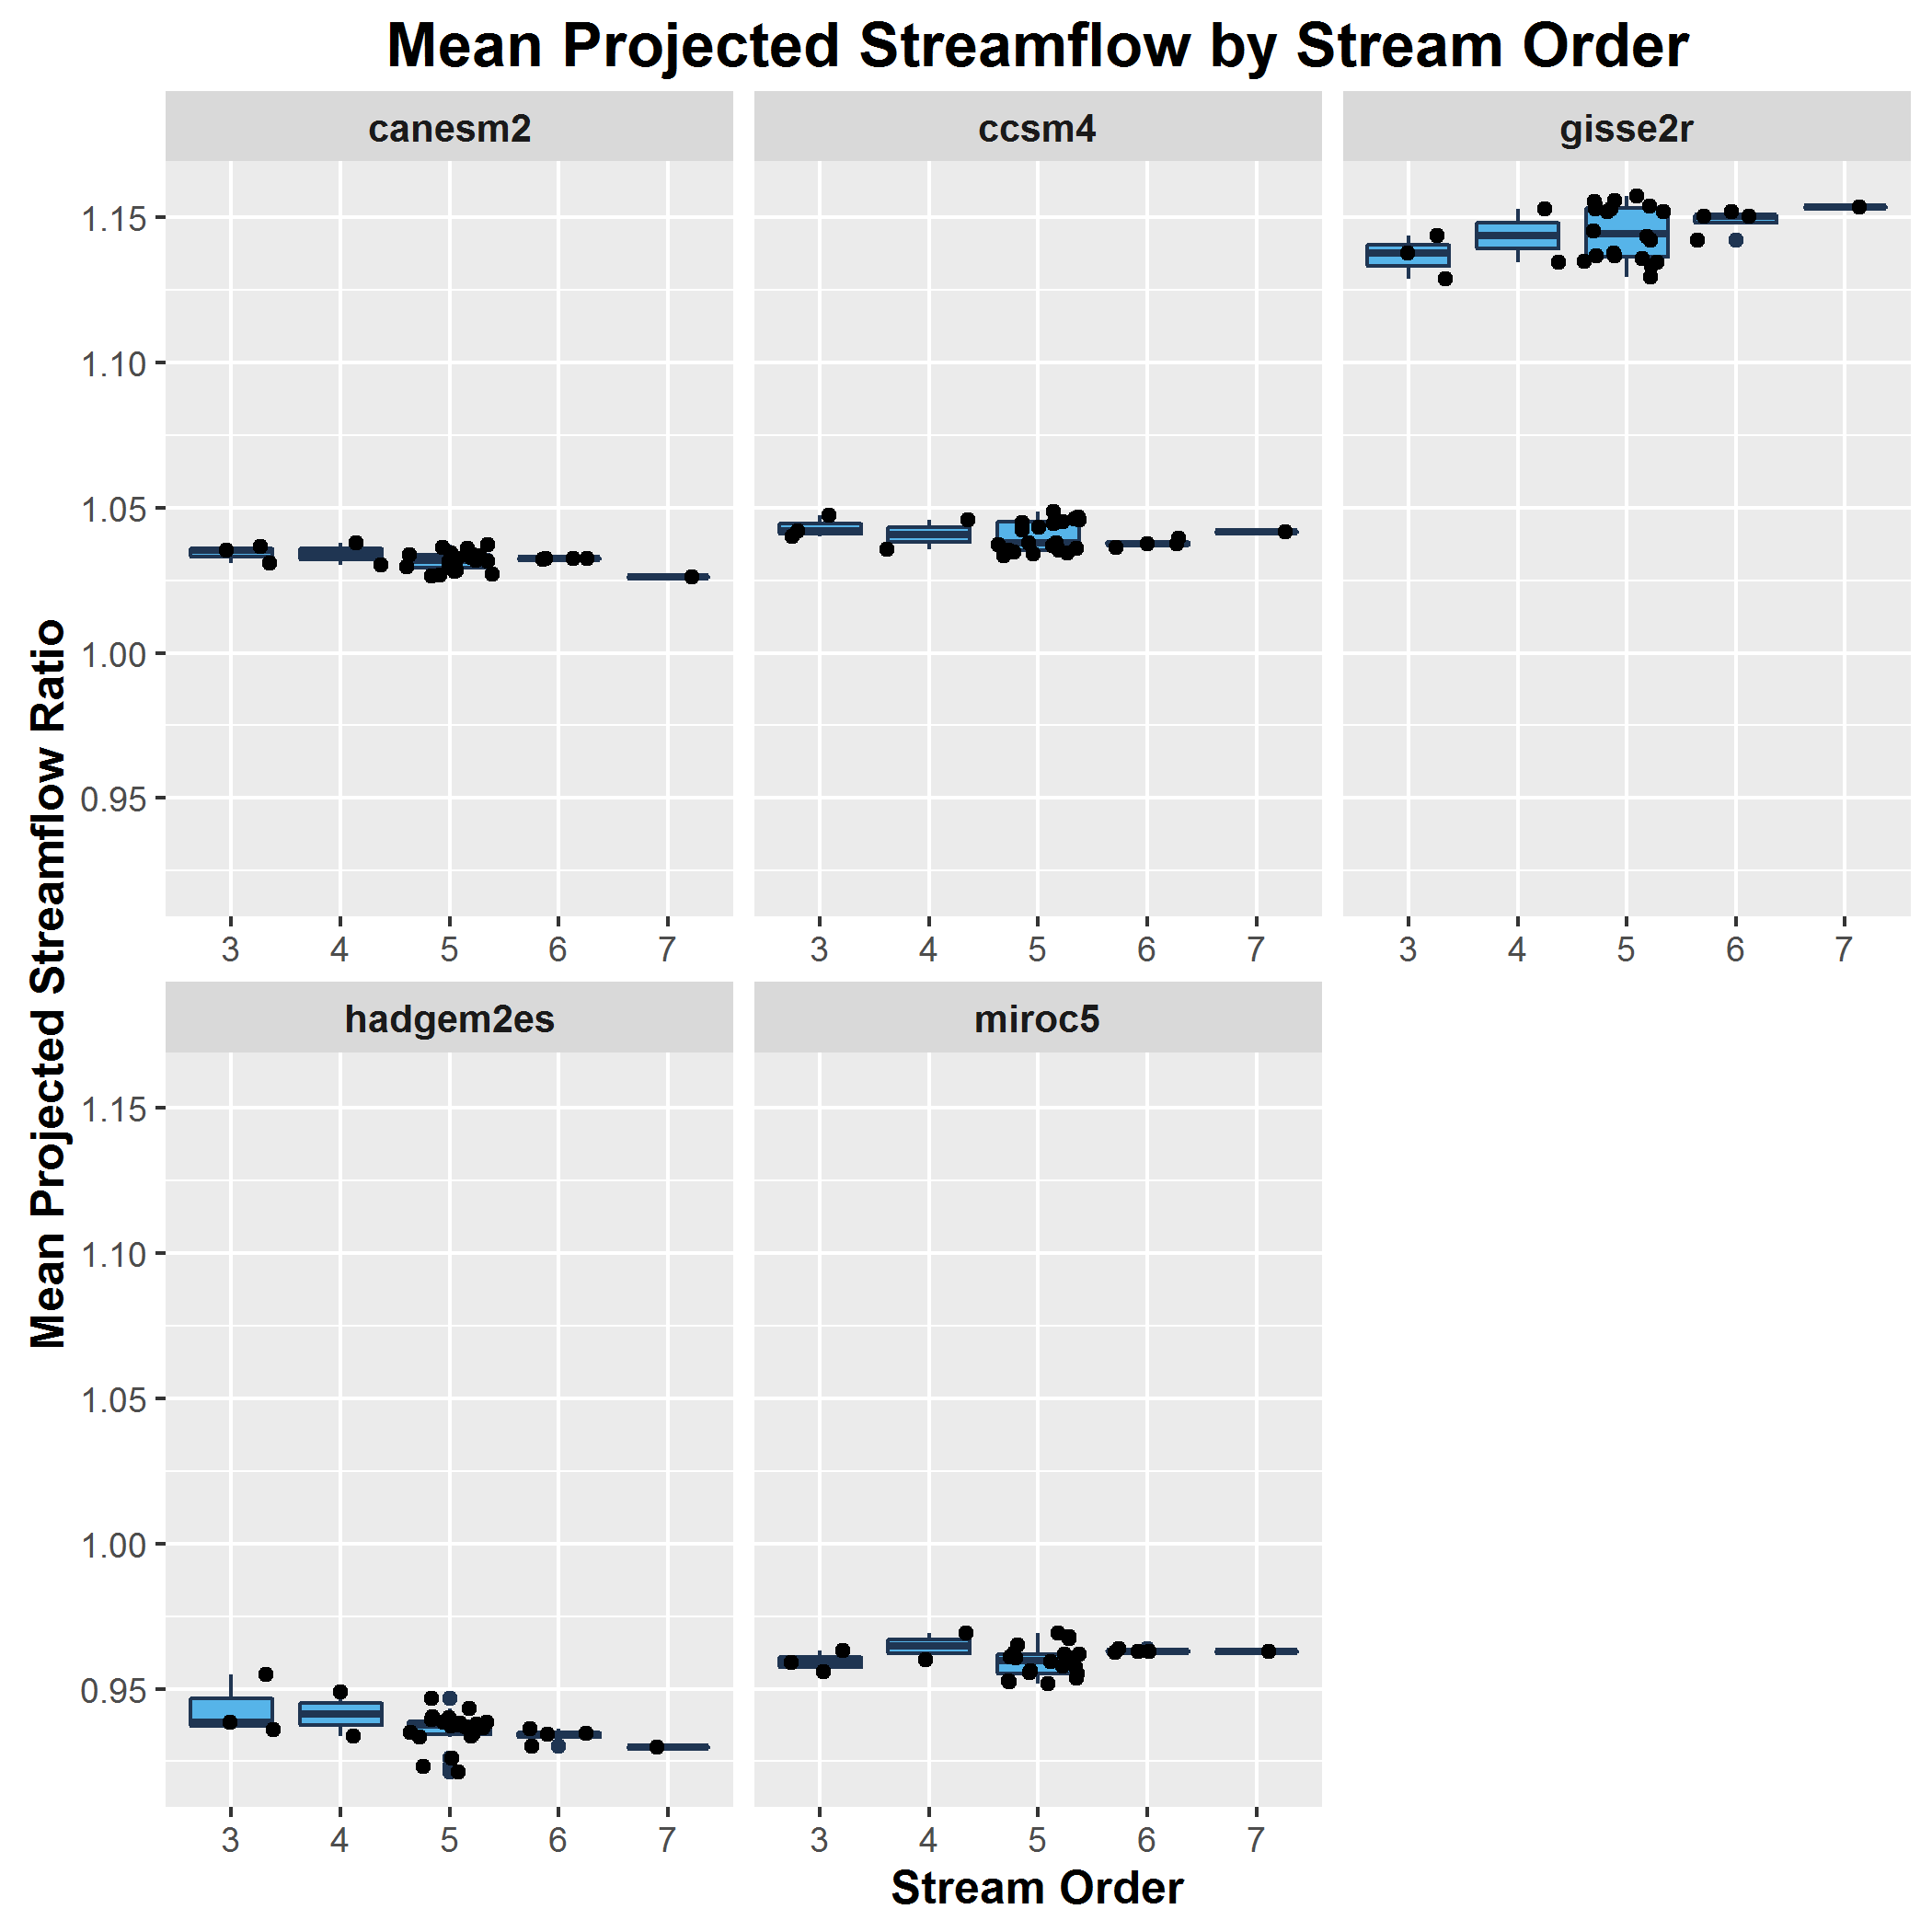 Mean Projected Streamflow by Stream Order
canesm2
ccsm4
gisse2r
1.15
1.10
1.05
1.00
0.95
3 4 5 6 7
3 4 5 6 7
3 4 5 6 7
Mean Projected Streamflow Ratio
hadgem2es
miroc5
1.15
1.10
1.05
1.00
0.95
3 4 5 6 7
3 4 5 6 7
Stream Order